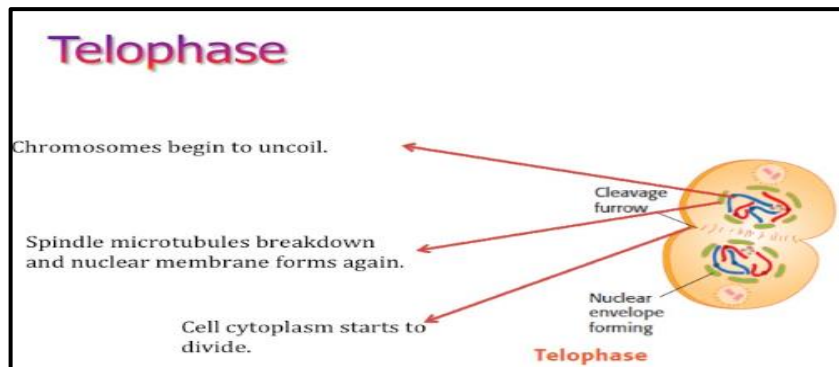 Telophase
Chromosomes begin to uncoil.
Cleavage
furrow
Spindle microtubules breakdown
and nuclear membrane forms again.
Nuclear
envelope
forming
Cell cytoplasm starts to
divide.
Telophase